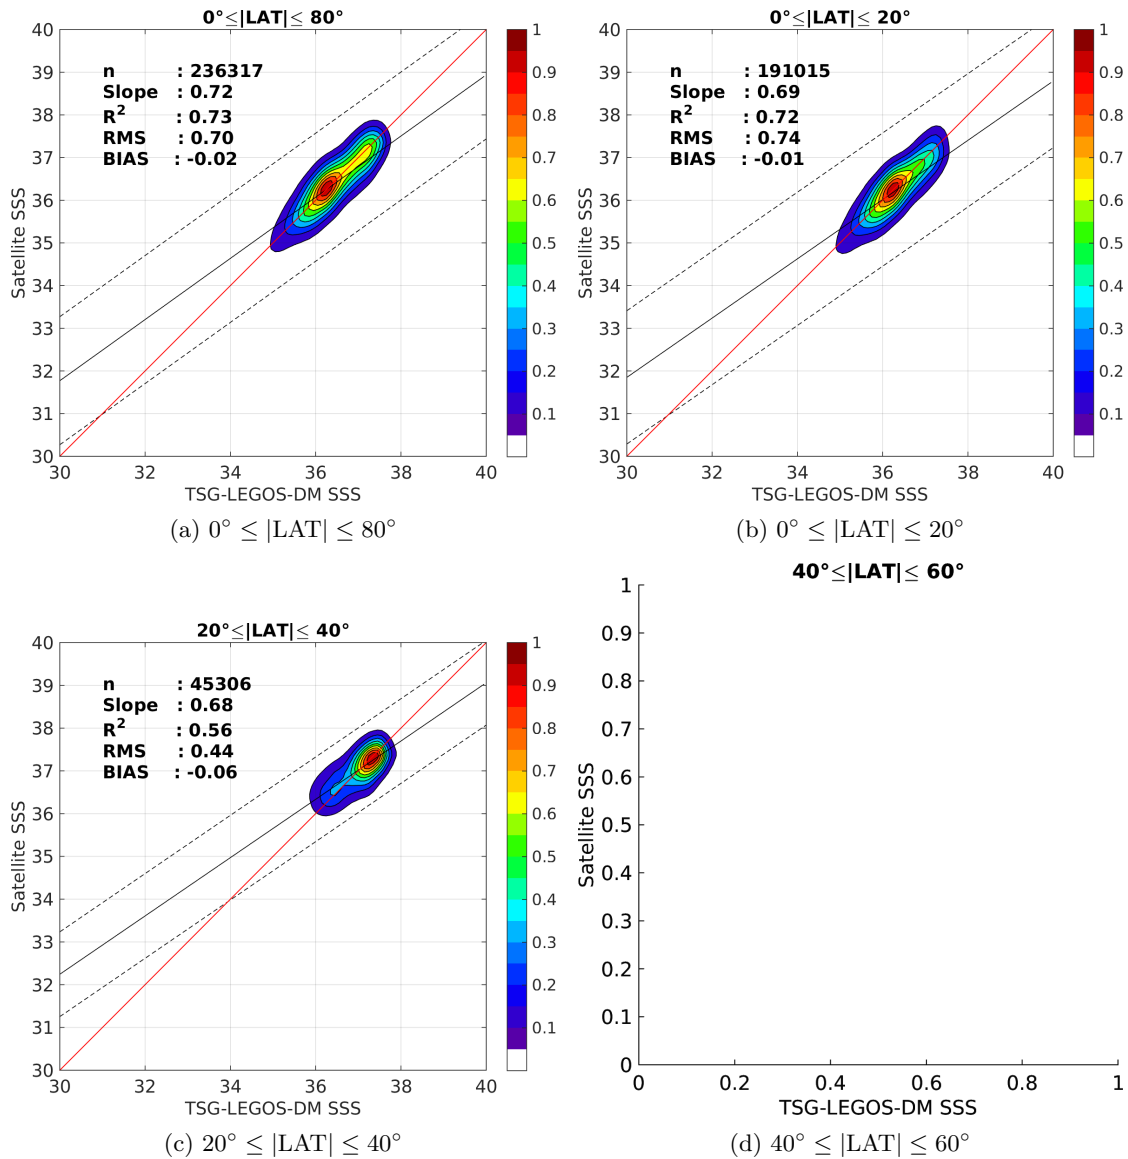 0°≤|LAT|≤ 80°
n : 236317
Slope : 0.72
R2 : 0.73
RMS : 0.70
BIAS : -0.02
Satellite SSS
40
39
38
37
36
35
34
33
32
31
30
30 32 34 36 38 40
TSG-LEGOS-DM SSS
1
0.9
0.8
0.7
0.6
0.5
0.4
0.3
0.2
0.1
(a) 0° ≤ |LAT| ≤ 80°
0°≤|LAT|≤ 20°
n : 191015
Slope : 0.69
R2 : 0.72
RMS : 0.74
BIAS : -0.01
Satellite SSS
40
39
38
37
36
35
34
33
32
31
30
30 32 34 36 38 40
TSG-LEGOS-DM SSS
1
0.9
0.8
0.7
0.6
0.5
0.4
0.3
0.2
0.1
(b) 0° ≤ |LAT| ≤ 20°
20°≤|LAT|≤ 40°
n : 45306
Slope : 0.68
R2 : 0.56
RMS : 0.44
BIAS : -0.06
Satellite SSS
40
39
38
37
36
35
34
33
32
31
30
30 32 34 36 38 40
TSG-LEGOS-DM SSS
1
0.9
0.8
0.7
0.6
0.5
0.4
0.3
0.2
0.1
(c) 20° ≤ |LAT| ≤ 40°
40°≤|LAT|≤ 60°
Satellite SSS
1
0.9
0.8
0.7
0.6
0.5
0.4
0.3
0.2
0.1
0
0 0.2 0.4 0.6 0.8 1
TSG-LEGOS-DM SSS
(d) 40° ≤ |LAT| ≤ 60°